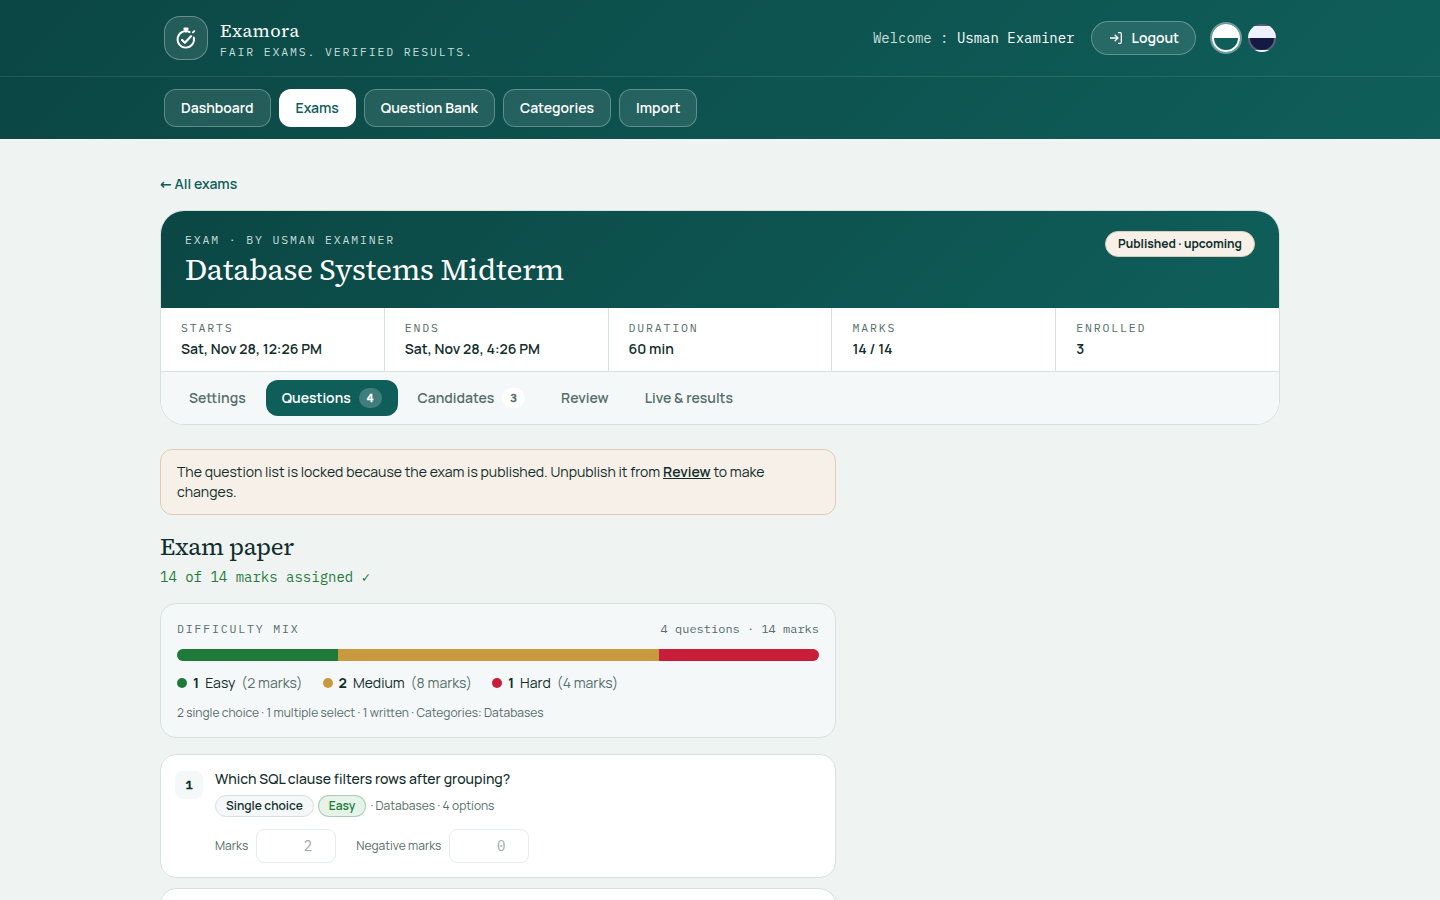 Examora
FAIR EXAMS. VERIFIED RESULTS.
Welcome : Usman Examiner
Logout
Dashboard
Exams
Question Bank
Categories
Import
← All exams
EXAM · BY USMAN EXAMINER
Database Systems Midterm
Published · upcoming
STARTS
Sat, Nov 28, 12:26 PM
ENDS
Sat, Nov 28, 4:26 PM
DURATION
60 min
MARKS
14 / 14
ENROLLED
3
Settings
Questions 4
Candidates 3
Review
Live & results
The question list is locked because the exam is published. Unpublish it from Review to make
changes.
Exam paper
14 of 14 marks assigned ✓
DIFFICULTY MIX
4 questions · 14 marks
1 Easy (2 marks)
2 Medium (8 marks)
1 Hard (4 marks)
2 single choice · 1 multiple select · 1 written · Categories: Databases
1
Which SQL clause filters rows after grouping?
Single choice Easy · Databases · 4 options
Marks 2 Negative marks 0